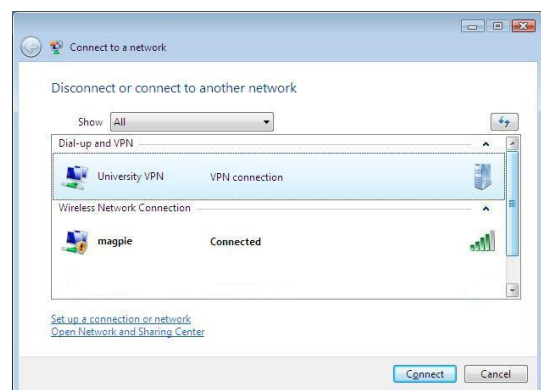 Connect to a network
Disconnect or connect to another network
Show All
Dial-up and VPN
University VPN VPN connection
Wireless Network Connection
magpie Connected
Set up a connection or network
Open Network and Sharing Center
Connect Cancel